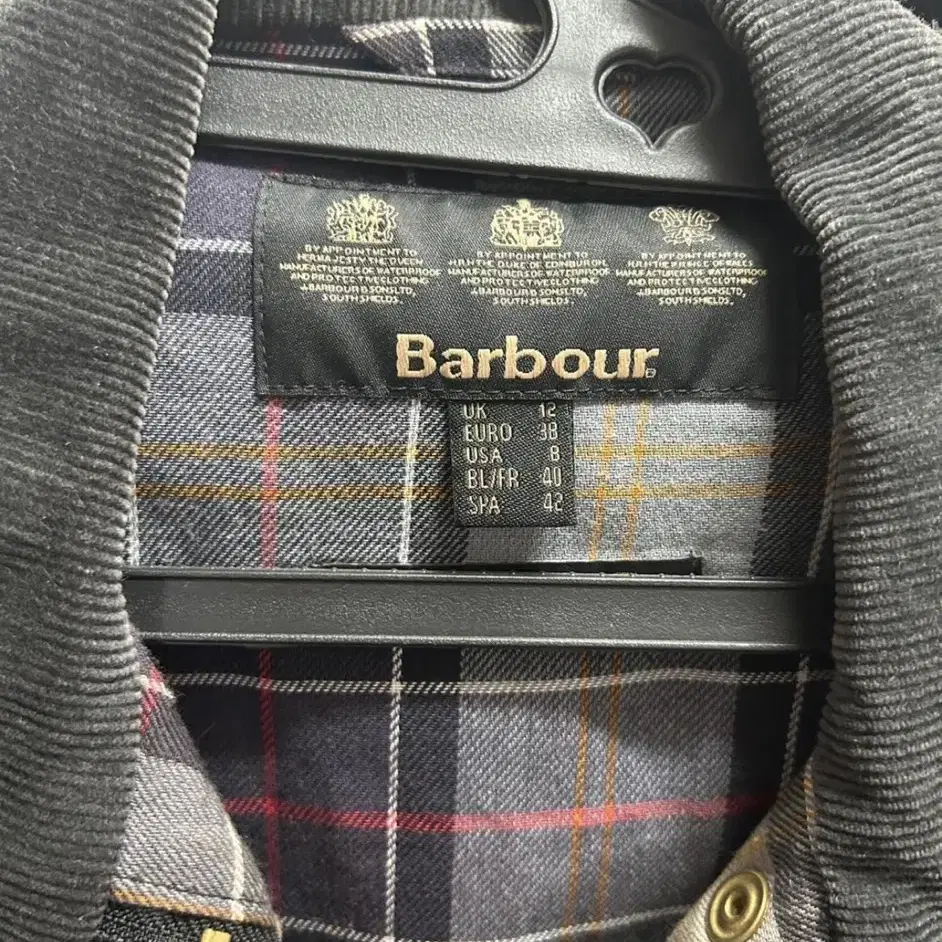 BY APPOINTMENT TO
HER MAJESTY THE QUEEN
MANUFACTURERS OF WATERPROOF
AND PROTECTIVE CLOTHING
J.BARBOUR & SONS LTD,
SOUTH SHIELDS.
BY APPOINTMENT TO
H.R.H THE DUKE OF EDINBURGH,
MANUFACTURERS OF WATERPROOF
AND PROTECTIVE CLOTHING
J.BARBOUR & SONS LTD,
SOUTH SHIELDS.
BY APPOINTMENT TO
H.R.H THE PRINCE OF WALES
MANUFACTURERS OF WATERPROOF
AND PROTECTIVE CLOTHING
J.BARBOUR & SONS LTD,
SOUTH SHIELDS.
Barbour®
UK 12
EURO 38
USA 8
BL/FR 40
SPA 42